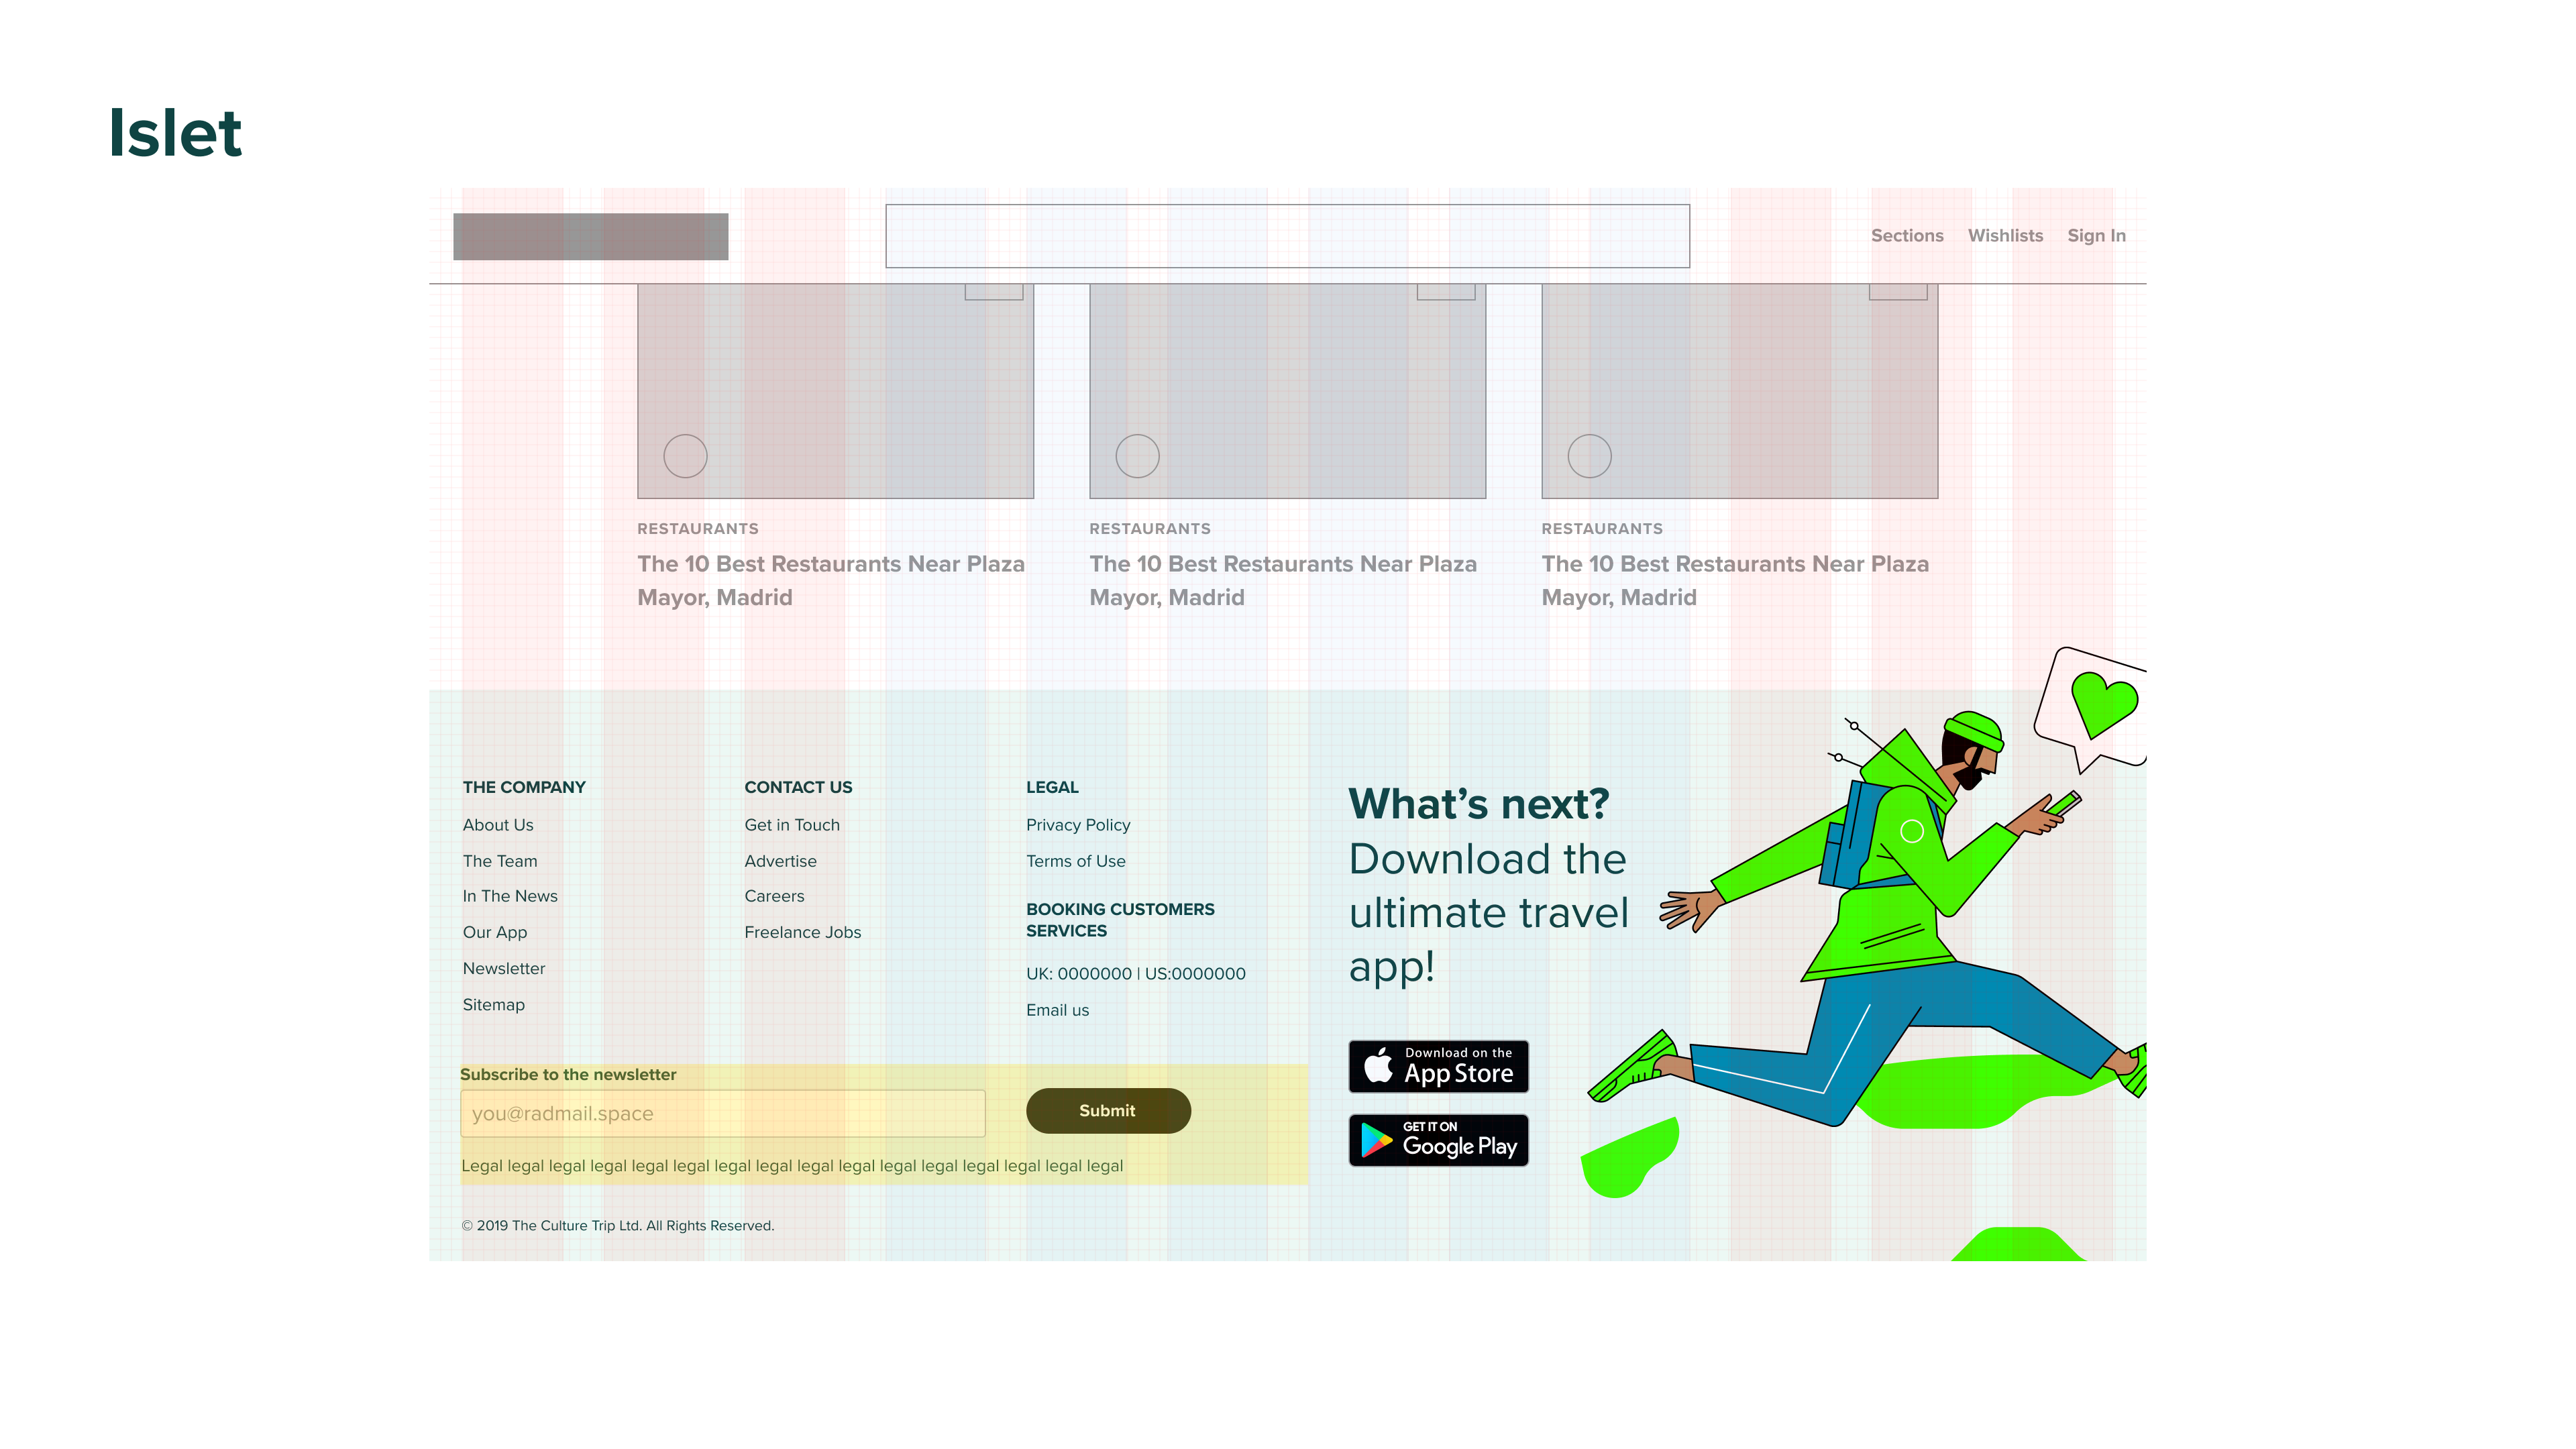 Islet
Sections Wishlists Sign In
RESTAURANTS
The 10 Best Restaurants Near Plaza
Mayor, Madrid
RESTAURANTS
The 10 Best Restaurants Near Plaza
Mayor, Madrid
RESTAURANTS
The 10 Best Restaurants Near Plaza
Mayor, Madrid
THE COMPANY
About Us
The Team
In The News
Our App
Newsletter
Sitemap
CONTACT US
Get in Touch
Advertise
Careers
Freelance Jobs
LEGAL
Privacy Policy
Terms of Use
BOOKING CUSTOMERS
SERVICES
UK: 0000000 | US:0000000
Email us
Subscribe to the newsletter
you@radmail.space
Submit
Legal legal legal legal legal legal legal legal legal legal legal legal legal legal legal legal
© 2019 The Culture Trip Ltd. All Rights Reserved.
What’s next?
Download the
ultimate travel
app!
Download on the
App Store
GET IT ON
Google Play